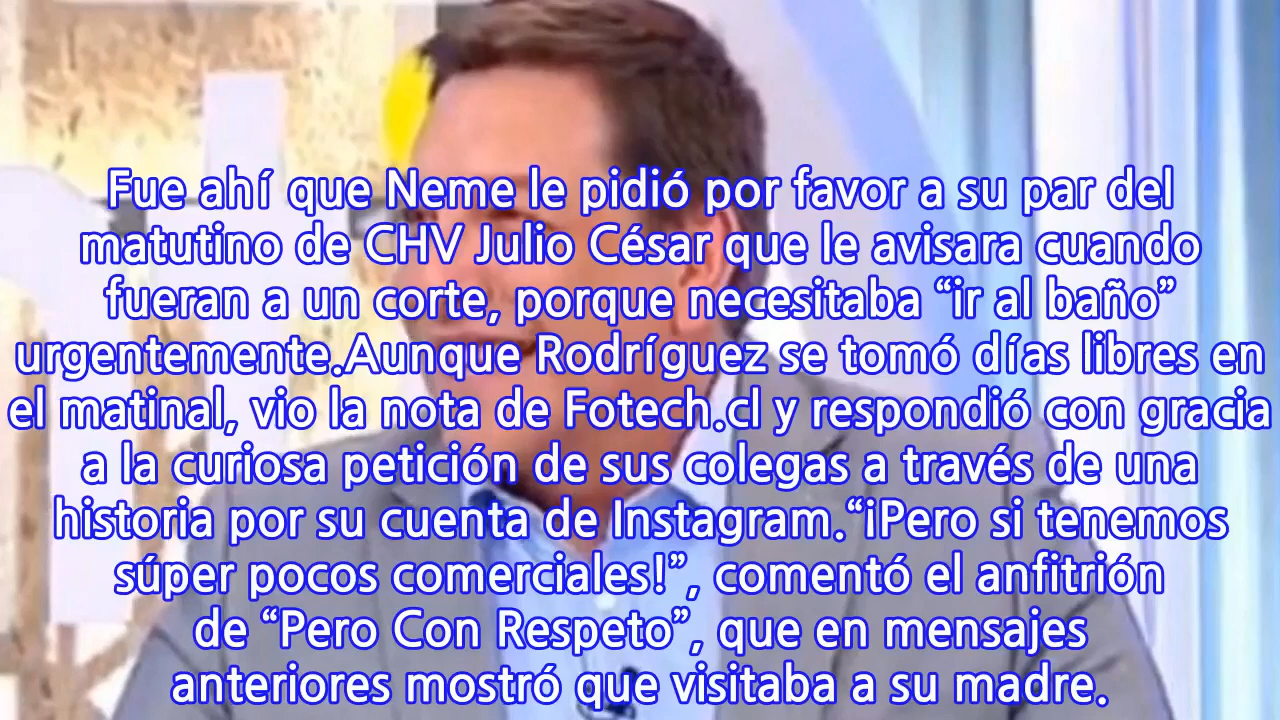 Fue ahí que Neme le pidió por favor a su par del
matutino de CHV Julio César que le avisara cuando
fueran a un corte, porque necesitaba “ir al baño”
urgentemente.Aunque Rodríguez se tomó días libres en
el matinal, vio la nota de Fotech.cl y respondió con gracia
a la curiosa petición de sus colegas a través de una
historia por su cuenta de Instagram.“¡Pero si tenemos
súper pocos comerciales!”, comentó el anfitrión
de “Pero Con Respeto”, que en mensajes
anteriores mostró que visitaba a su madre.